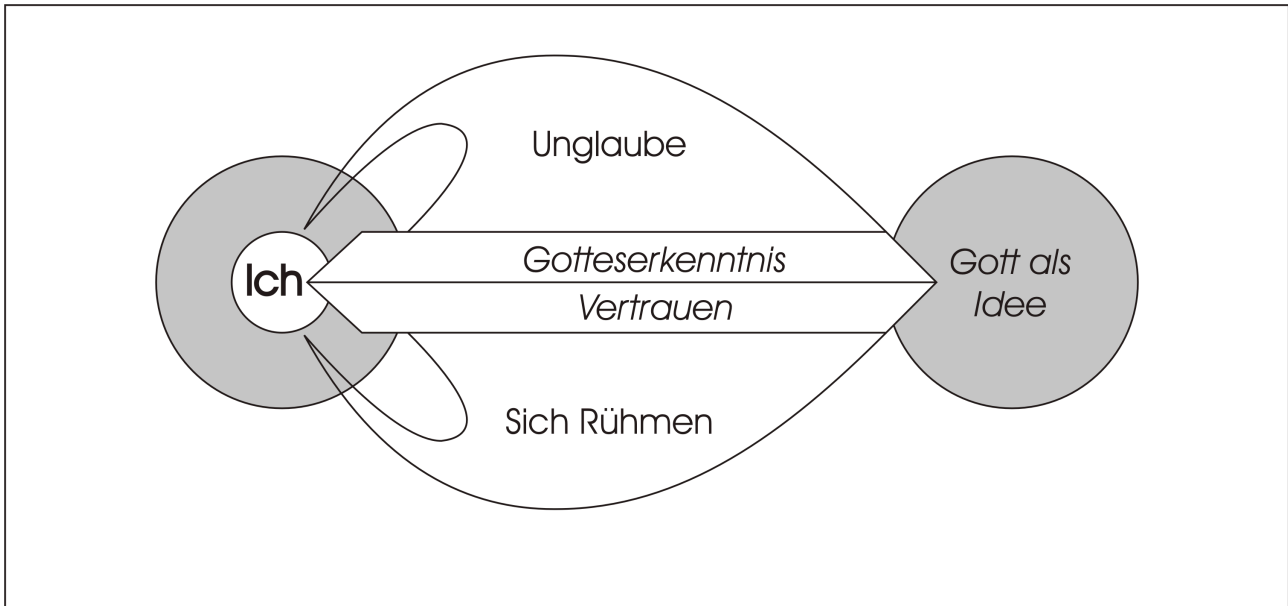 Unglaube
Ich
Gotteserkenntnis
Vertrauen
Gott als
Idee
Sich Rühmen